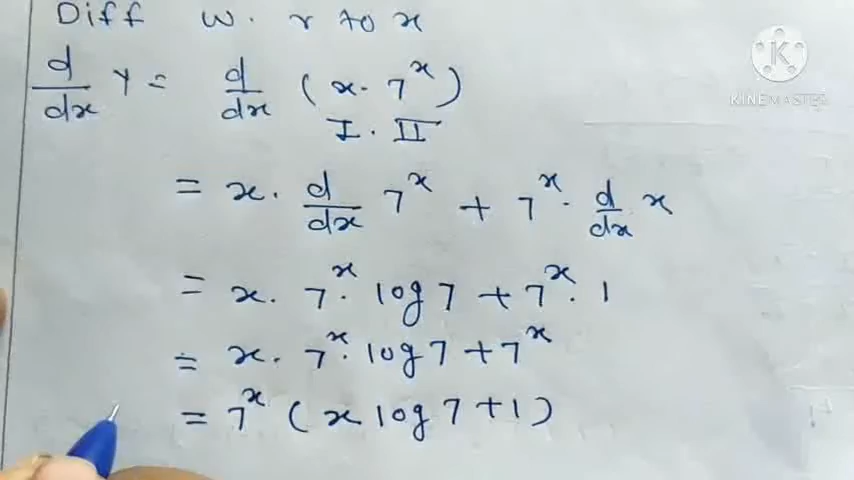 Diff w. r to x
KINEMASTER
d/dx y = d/dx (x · 7^x)
I · II
= x · d/dx 7^x + 7^x · d/dx x
= x · 7^x · log 7 + 7^x · 1
= x · 7^x · log 7 + 7^x
= 7^x (x log 7 + 1)